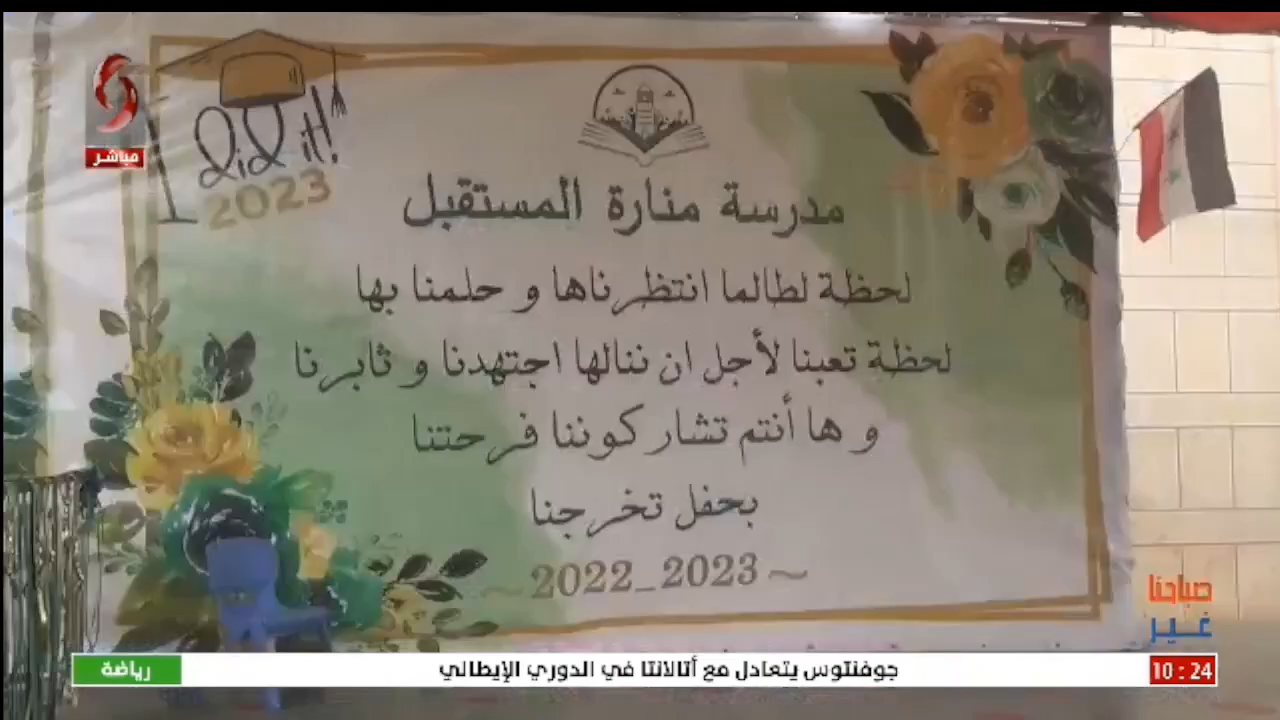 I did it!
2023
مباشر
مدرسة منارة المستقبل
لحظة لطالما انتظرناها و حلمنا بها
لحظة تعبنا لأجل ان ننالها اجتهدنا و ثابرنا
و ها أنتم تشاركوننا فرحتنا
بحفل تخرجنا
~ 2022_2023 ~
صباحنا
غير
رياضة
جوفنتوس يتعادل مع أتالانتا في الدوري الإيطالي
10:24